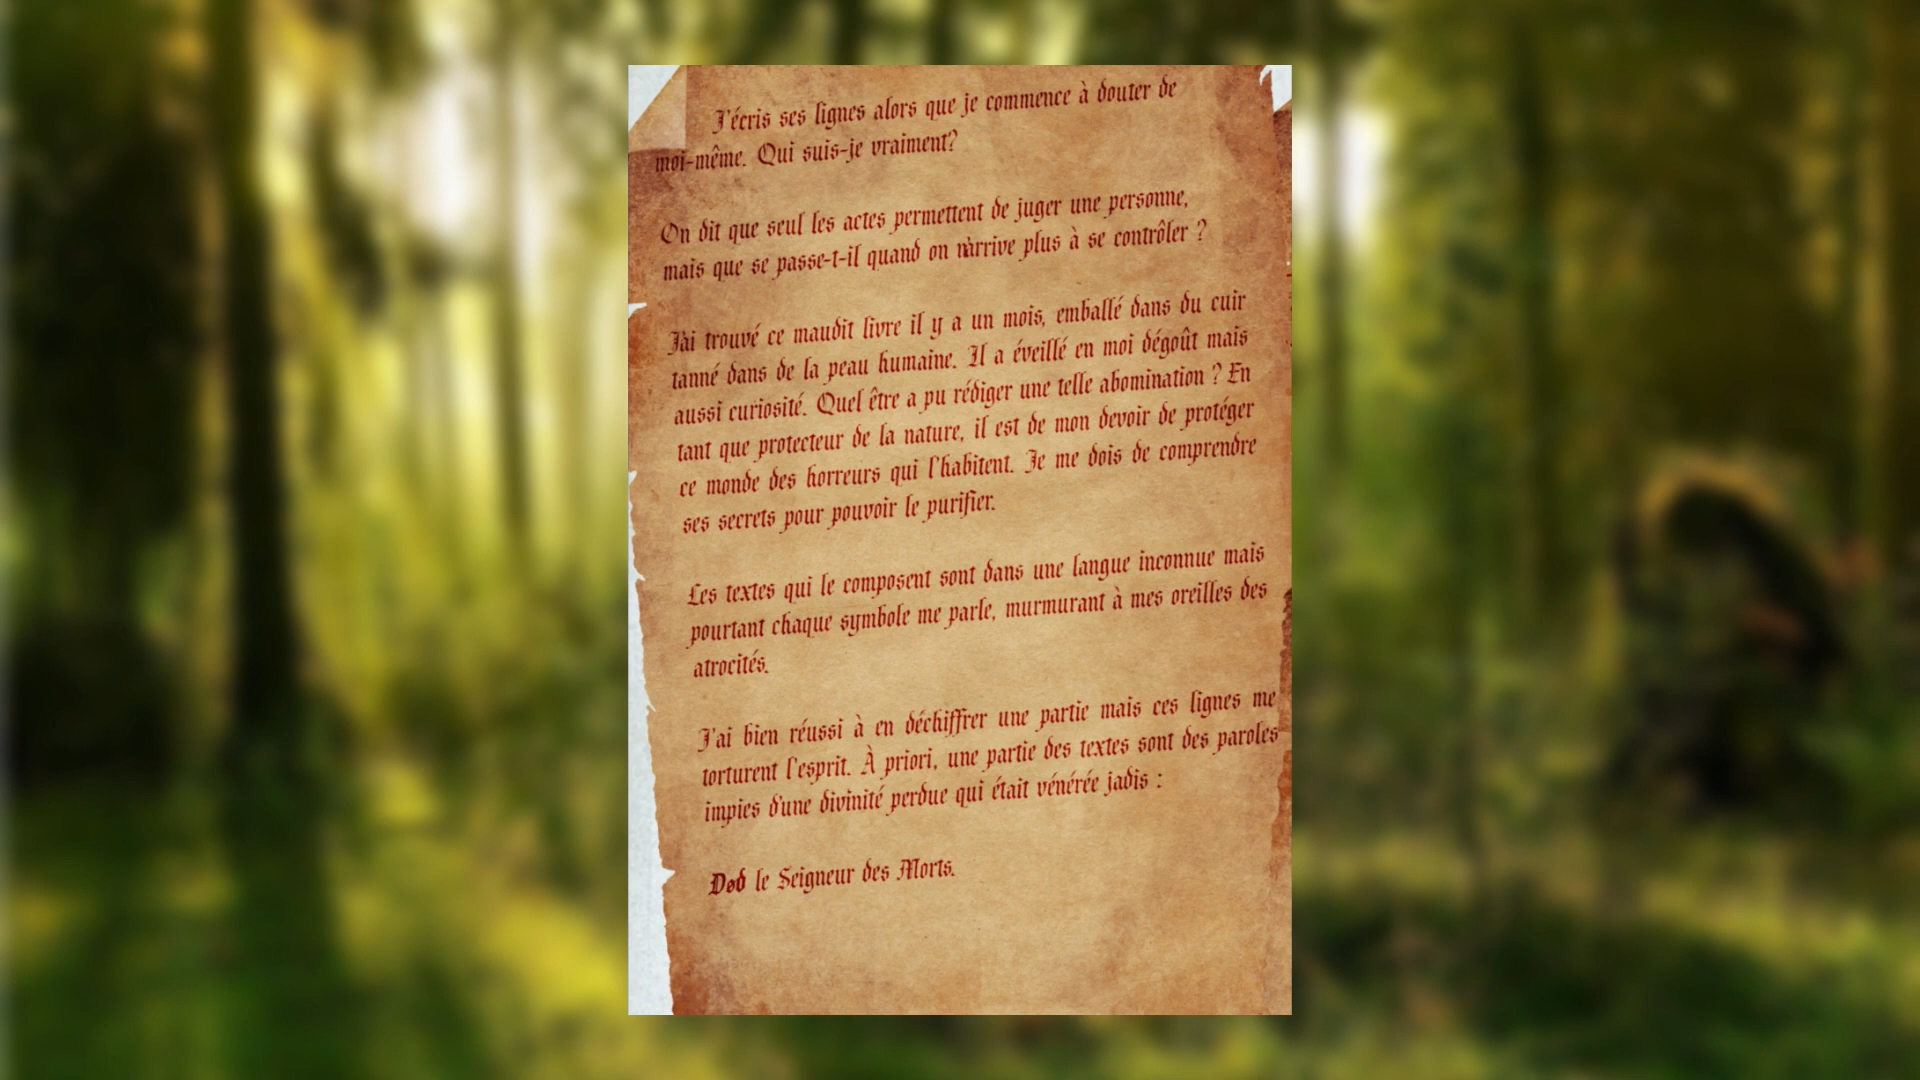 J'écris ses lignes alors que je commence à douter de
moi-même. Qui suis-je vraiment?
On dit que seul les actes permettent de juger une personne,
mais que se passe-t-il quand on n'arrive plus à se contrôler ?
J'ai trouvé ce maudit livre il y a un mois, emballé dans du cuir
tanné dans de la peau humaine. Il a éveillé en moi dégoût mais
aussi curiosité. Quel être a pu rédiger une telle abomination ? En
tant que protecteur de la nature, il est de mon devoir de protéger
ce monde des horreurs qui l'habitent. Je me dois de comprendre
ses secrets pour pouvoir le purifier.
Les textes qui le composent sont dans une langue inconnue mais
pourtant chaque symbole me parle, murmurant à mes oreilles des
atrocités.
J'ai bien réussi à en déchiffrer une partie mais ces lignes me
torturent l'esprit. À priori, une partie des textes sont des paroles
impies d'une divinité perdue qui était vénérée jadis :
Død le Seigneur des Morts.